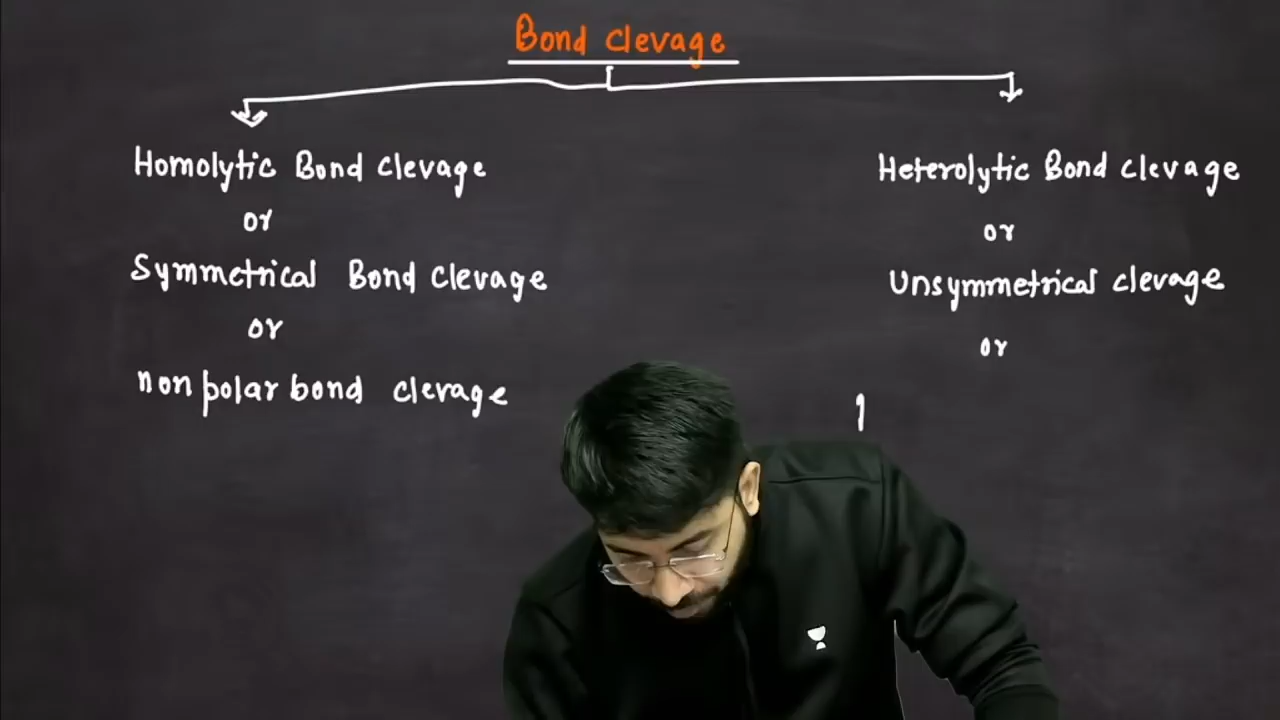 Bond clevage
Homolytic Bond clevage
or
Symmetrical Bond clevage
or
non polar bond clevage
Heterolytic Bond clevage
or
Unsymmetrical clevage
or